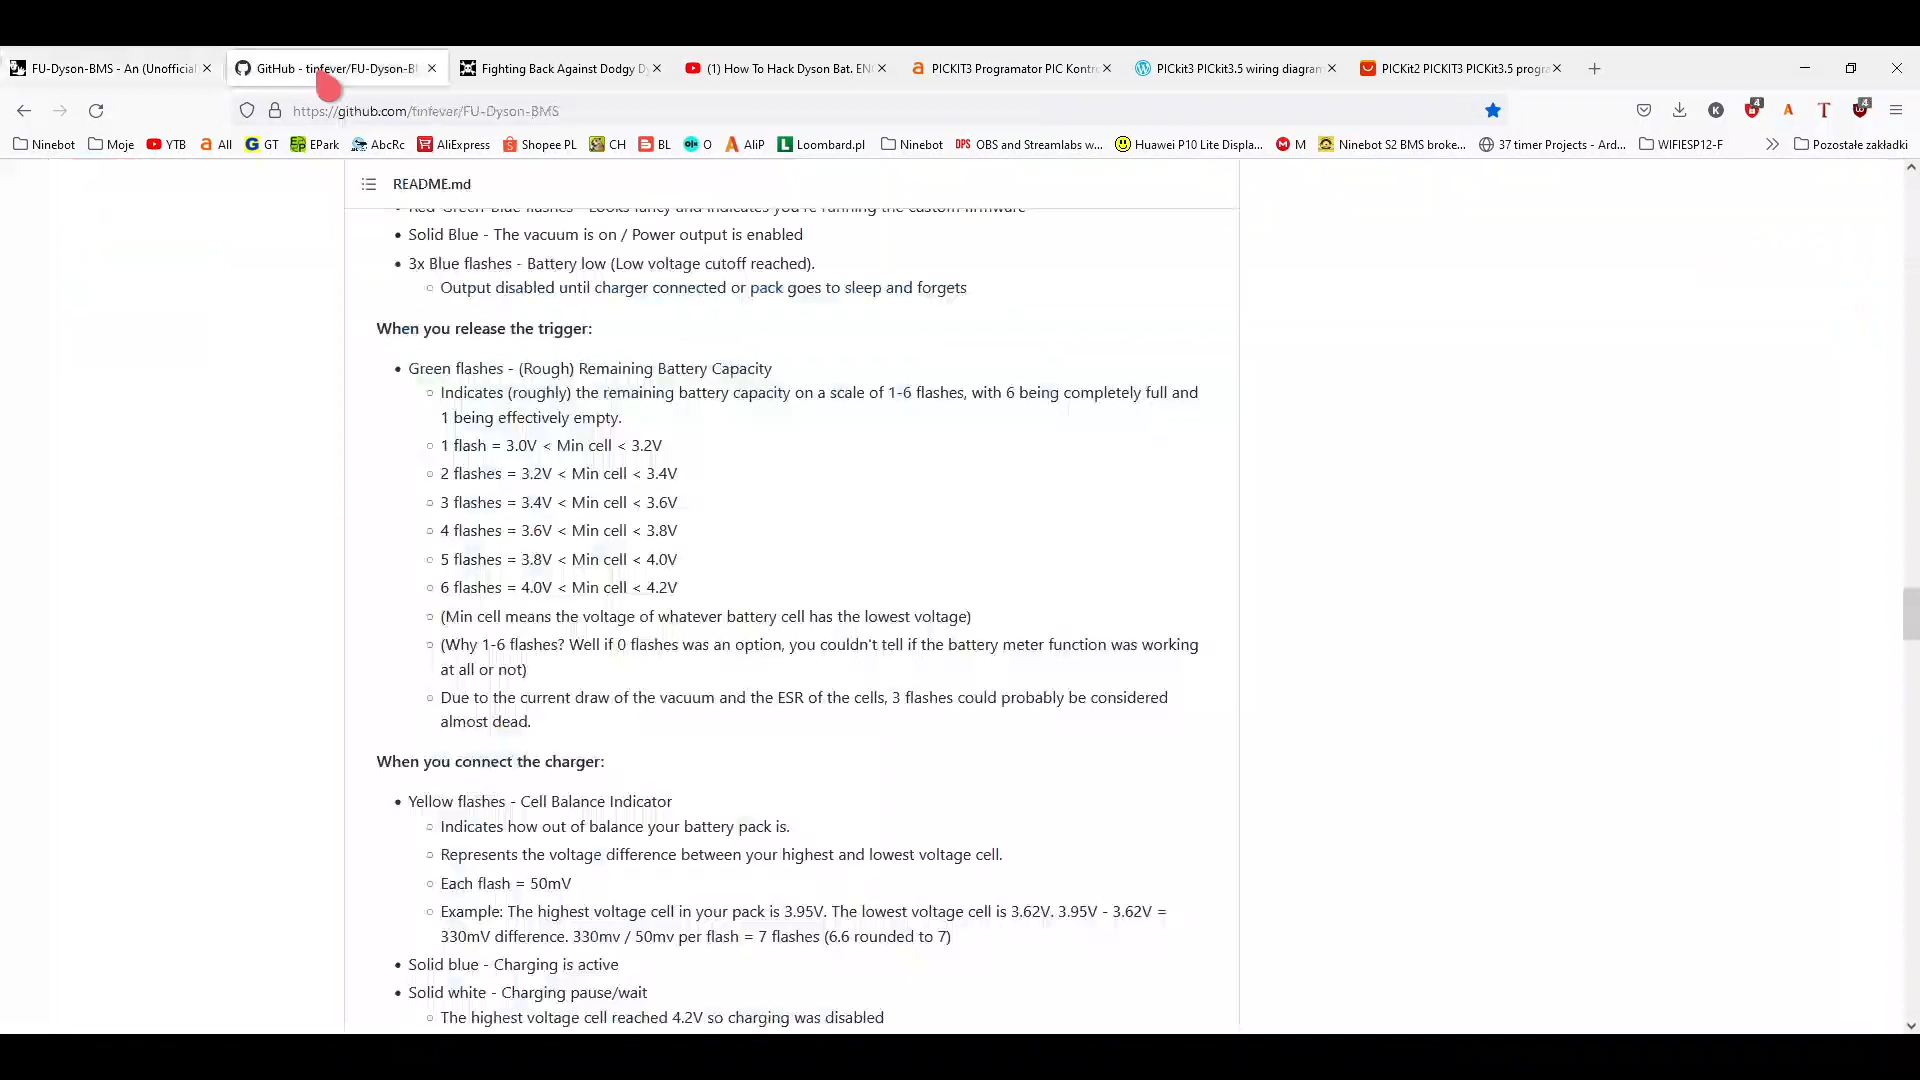 FU-Dyson-BMS - An (Unofficial
GitHub - tinfever/FU-Dyson-B
Fighting Back Against Dodgy Dy
(1) How To Hack Dyson Bat. EN
PICKIT3 Programator PIC Kontr
PICkit3 PICkit3.5 wiring diagram
PICKit2 PICKIT3 PICKit3.5 progr
https://github.com/tinfever/FU-Dyson-BMS
4
4
Ninebot
Moje
YTB
All
GT
EPark
AbcRc
AliExpress
Shopee PL
CH
BL
O
AliP
Loombard.pl
Ninebot
OBS and Streamlabs w...
Huawei P10 Lite Displa...
M
Ninebot S2 BMS broke...
37 timer Projects - Ard...
WIFIESP12-F
Pozostałe zakładki
README.md
Red-Green-Blue flashes - Looks fancy and indicates you're running the custom firmware
Solid Blue - The vacuum is on / Power output is enabled
3x Blue flashes - Battery low (Low voltage cutoff reached).
Output disabled until charger connected or pack goes to sleep and forgets
When you release the trigger:
Green flashes - (Rough) Remaining Battery Capacity
Indicates (roughly) the remaining battery capacity on a scale of 1-6 flashes, with 6 being completely full and
1 being effectively empty.
1 flash = 3.0V < Min cell < 3.2V
2 flashes = 3.2V < Min cell < 3.4V
3 flashes = 3.4V < Min cell < 3.6V
4 flashes = 3.6V < Min cell < 3.8V
5 flashes = 3.8V < Min cell < 4.0V
6 flashes = 4.0V < Min cell < 4.2V
(Min cell means the voltage of whatever battery cell has the lowest voltage)
(Why 1-6 flashes? Well if 0 flashes was an option, you couldn't tell if the battery meter function was working
at all or not)
Due to the current draw of the vacuum and the ESR of the cells, 3 flashes could probably be considered
almost dead.
When you connect the charger:
Yellow flashes - Cell Balance Indicator
Indicates how out of balance your battery pack is.
Represents the voltage difference between your highest and lowest voltage cell.
Each flash = 50mV
Example: The highest voltage cell in your pack is 3.95V. The lowest voltage cell is 3.62V. 3.95V - 3.62V =
330mV difference. 330mv / 50mv per flash = 7 flashes (6.6 rounded to 7)
Solid blue - Charging is active
Solid white - Charging pause/wait
The highest voltage cell reached 4.2V so charging was disabled